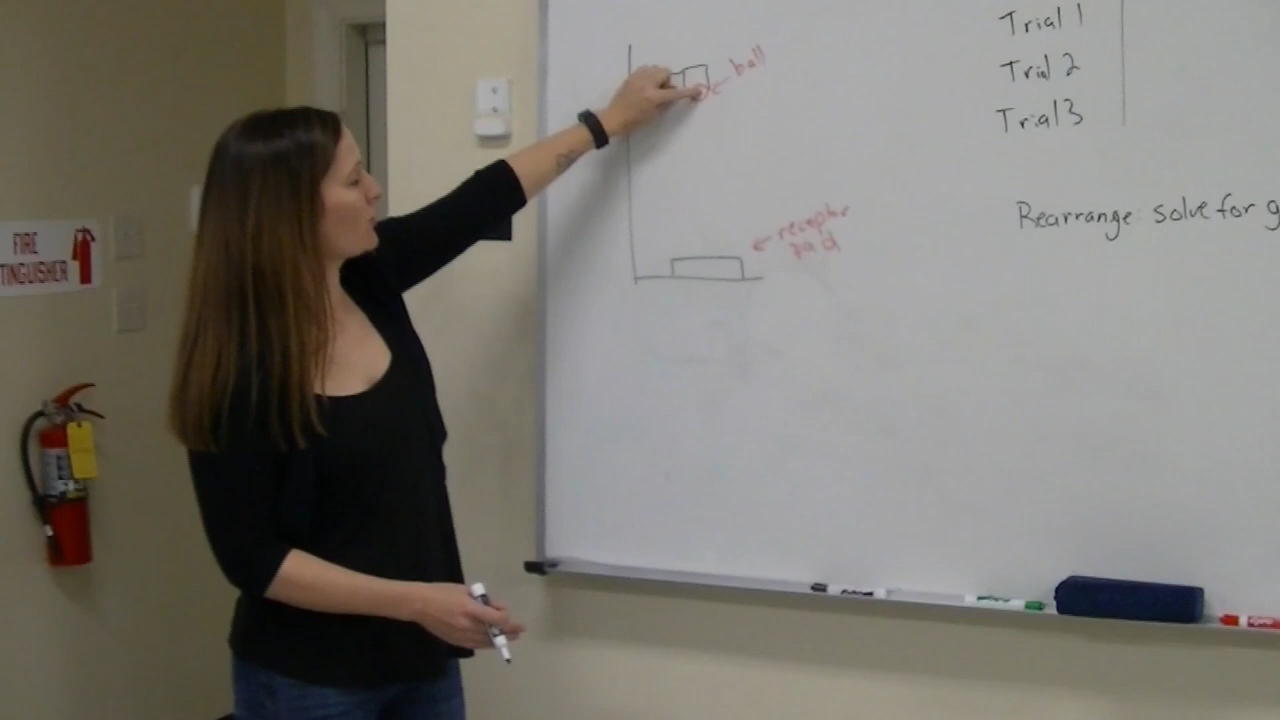 FIRE
TINGUISHER
ball
receptor
pad
Trial 1
Trial 2
Trial 3
Rearrange: solve for g